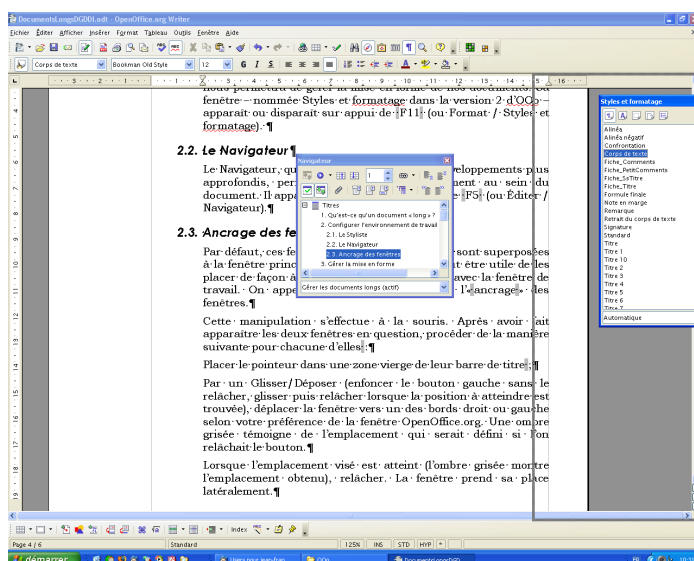 DocumentsLongsDGDDI.odt - OpenOffice.org Writer
Fichier Éditer Afficher Insérer Format Tableau Outils Fenêtre Aide
Corps de texte Bookman Old Style 12 G I S
fenêtre – nommée Styles et formatage dans la version 2 d'OOo –
apparait ou disparait sur appui de F11 (ou Format / Styles et
formatage). ¶
2.2. Le Navigateur ¶
Le Navigateur, qu
eloppements plus
approfondis, per
ment au sein du
document. Il appa
F5 (ou Éditer /
Navigateur). ¶
Navigateur
1
Titres
1. Qu'est-ce qu'un document « long » ?
2. Configurer l'environnement de travail
2.1. Le Styliste
2.2. Le Navigateur
2.3. Ancrage des fenêtres
3. Gérer la mise en forme
Gérer les documents longs (actif)
2.3. Ancrage des fe
Par défaut, ces fe
sont superposées
à la fenêtre princ
t être utile de les
placer de façon à
avec la fenêtre de
travail. On appe
l'« ancrage » des
fenêtres. ¶
Cette manipulation s'effectue à la souris. Après avoir fait
apparaître les deux fenêtres en question, procéder de la manière
suivante pour chacune d'elles : ¶
Placer le pointeur dans une zone vierge de leur barre de titre ; ¶
Par un Glisser/Déposer (enfoncer le bouton gauche sans le
relâcher, glisser puis relâcher lorsque la position à atteindre est
trouvée), déplacer la fenêtre vers un des bords droit ou gauche
selon votre préférence de la fenêtre OpenOffice.org. Une ombre
grisée témoigne de l'emplacement qui serait défini si l'on
relâchait le bouton. ¶
Lorsque l'emplacement visé est atteint (l'ombre grisée montre
l'emplacement obtenu), relâcher. La fenêtre prend sa place
latéralement. ¶
Styles et formatage
Alinéa
Alinéa négatif
Confrontation
Corps de texte
Fiche_Comments
Fiche_PetitComments
Fiche_SsTitre
Fiche_Titre
Formule finale
Note en marge
Remarque
Retrait du corps de texte
Signature
Standard
Titre
Titre 1
Titre 10
Titre 2
Titre 3
Titre 4
Titre 5
Titre 6
Titre 7
Automatique
Index
Page 4 / 6 Standard 125% INS STD HYP *
démarrer
OOo
FR